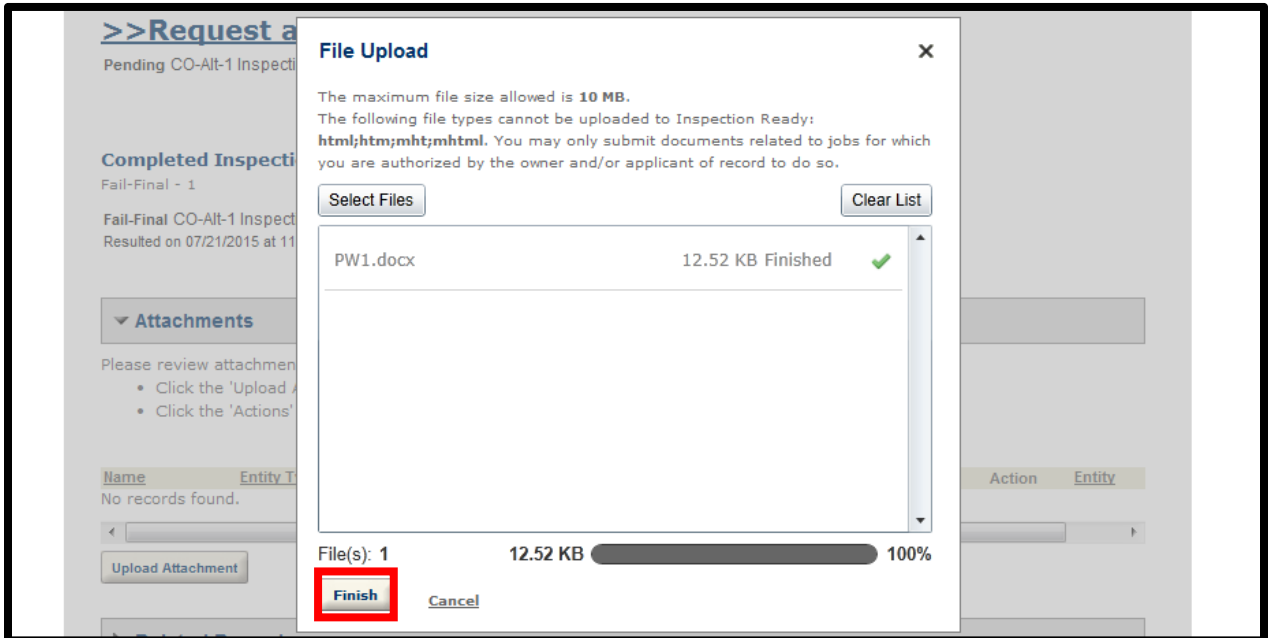 >>Request a
Pending CO-Alt-1 Inspecti
Completed Inspecti
Fail-Final - 1
Fail-Final CO-Alt-1 Inspect
Resulted on 07/21/2015 at 11
Attachments
Please review attachmen
• Click the 'Upload A
• Click the 'Actions'
Name Entity T Action Entity
No records found.
Upload Attachment
File Upload
The maximum file size allowed is 10 MB.
The following file types cannot be uploaded to Inspection Ready:
html;htm;mht;mhtml. You may only submit documents related to jobs for which
you are authorized by the owner and/or applicant of record to do so.
Select Files Clear List
PW1.docx 12.52 KB Finished
File(s): 1 12.52 KB 100%
Finish Cancel